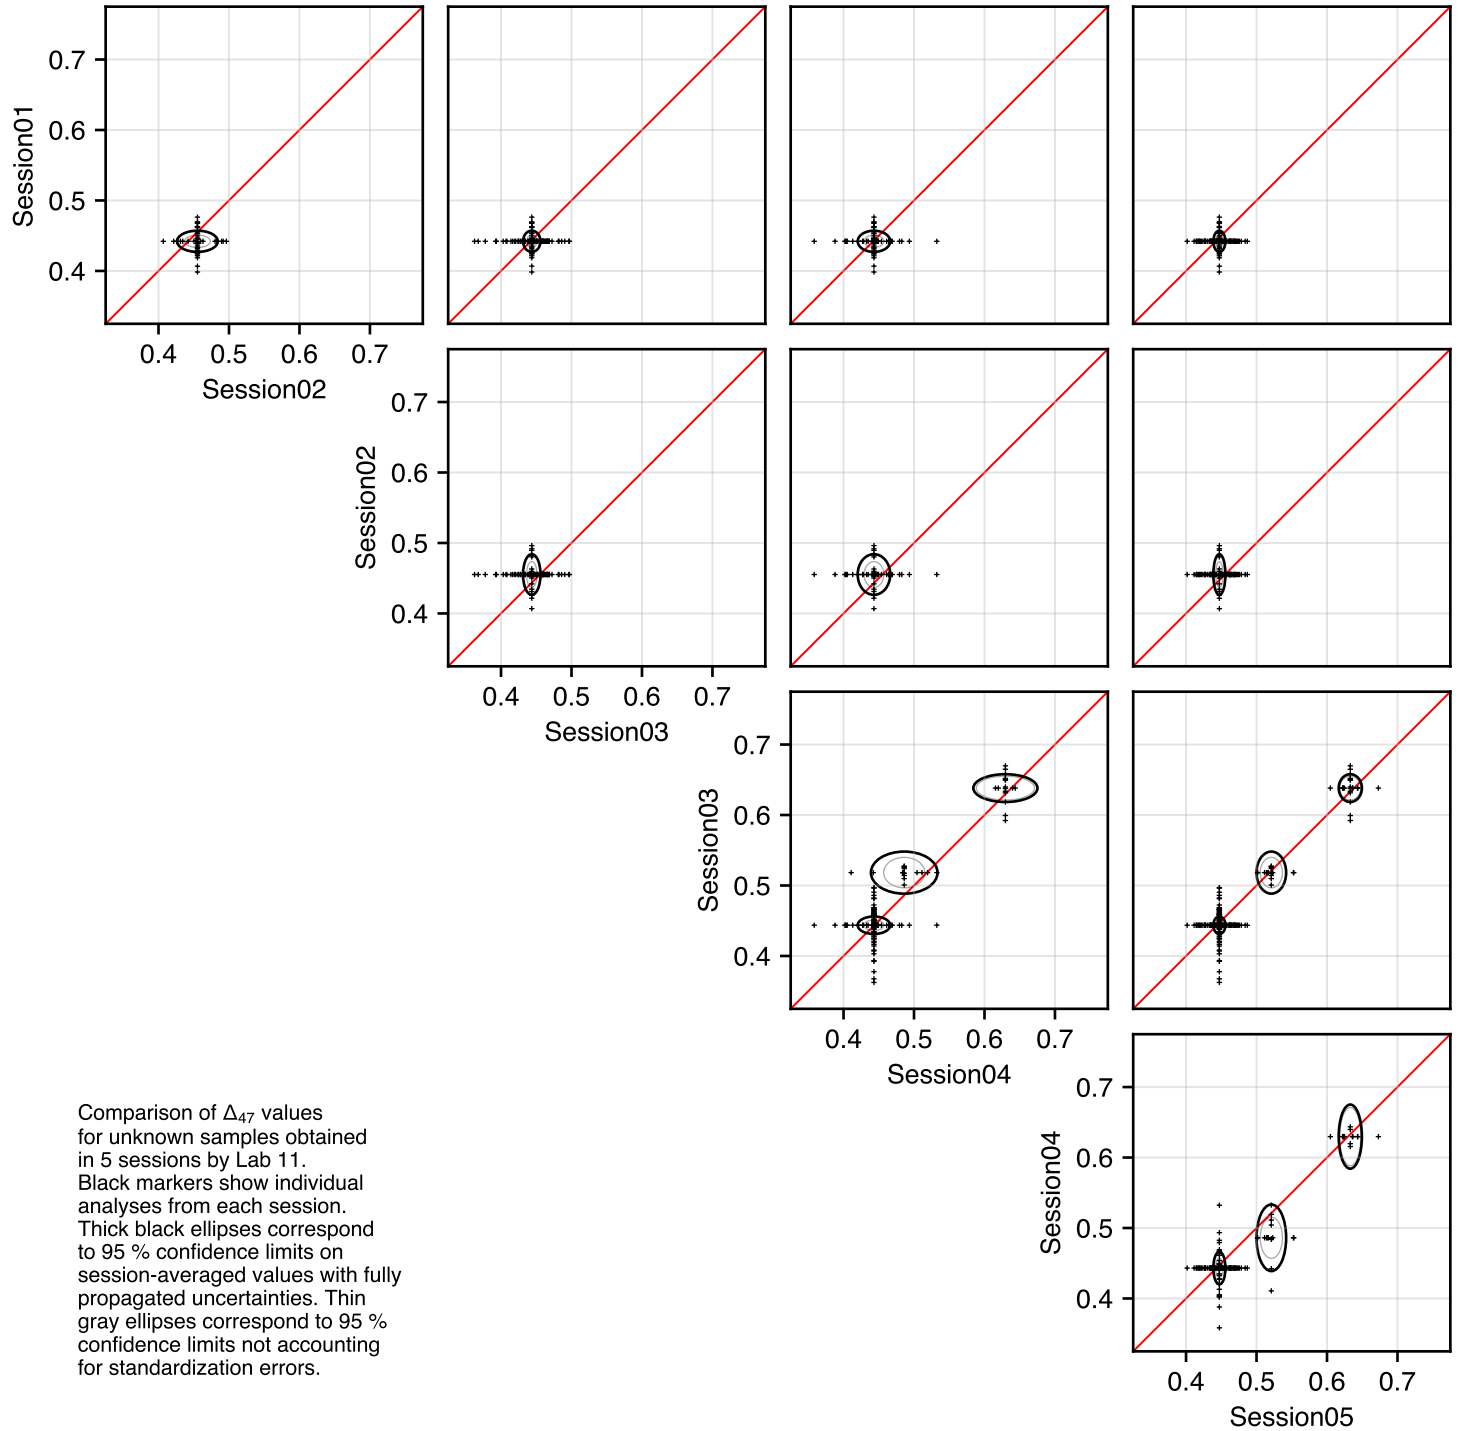 0.7
0.6
0.5
0.4
Session01
0.4 0.5 0.6 0.7
Session02
0.7
0.6
0.5
0.4
Session02
0.4 0.5 0.6 0.7
Session03
0.7
0.6
0.5
0.4
Session03
0.4 0.5 0.6 0.7
Session04
0.7
0.6
0.5
0.4
Session04
0.4 0.5 0.6 0.7
Session05
Comparison of Δ₄₇ values
for unknown samples obtained
in 5 sessions by Lab 11.
Black markers show individual
analyses from each session.
Thick black ellipses correspond
to 95 % confidence limits on
session-averaged values with fully
propagated uncertainties. Thin
gray ellipses correspond to 95 %
confidence limits not accounting
for standardization errors.